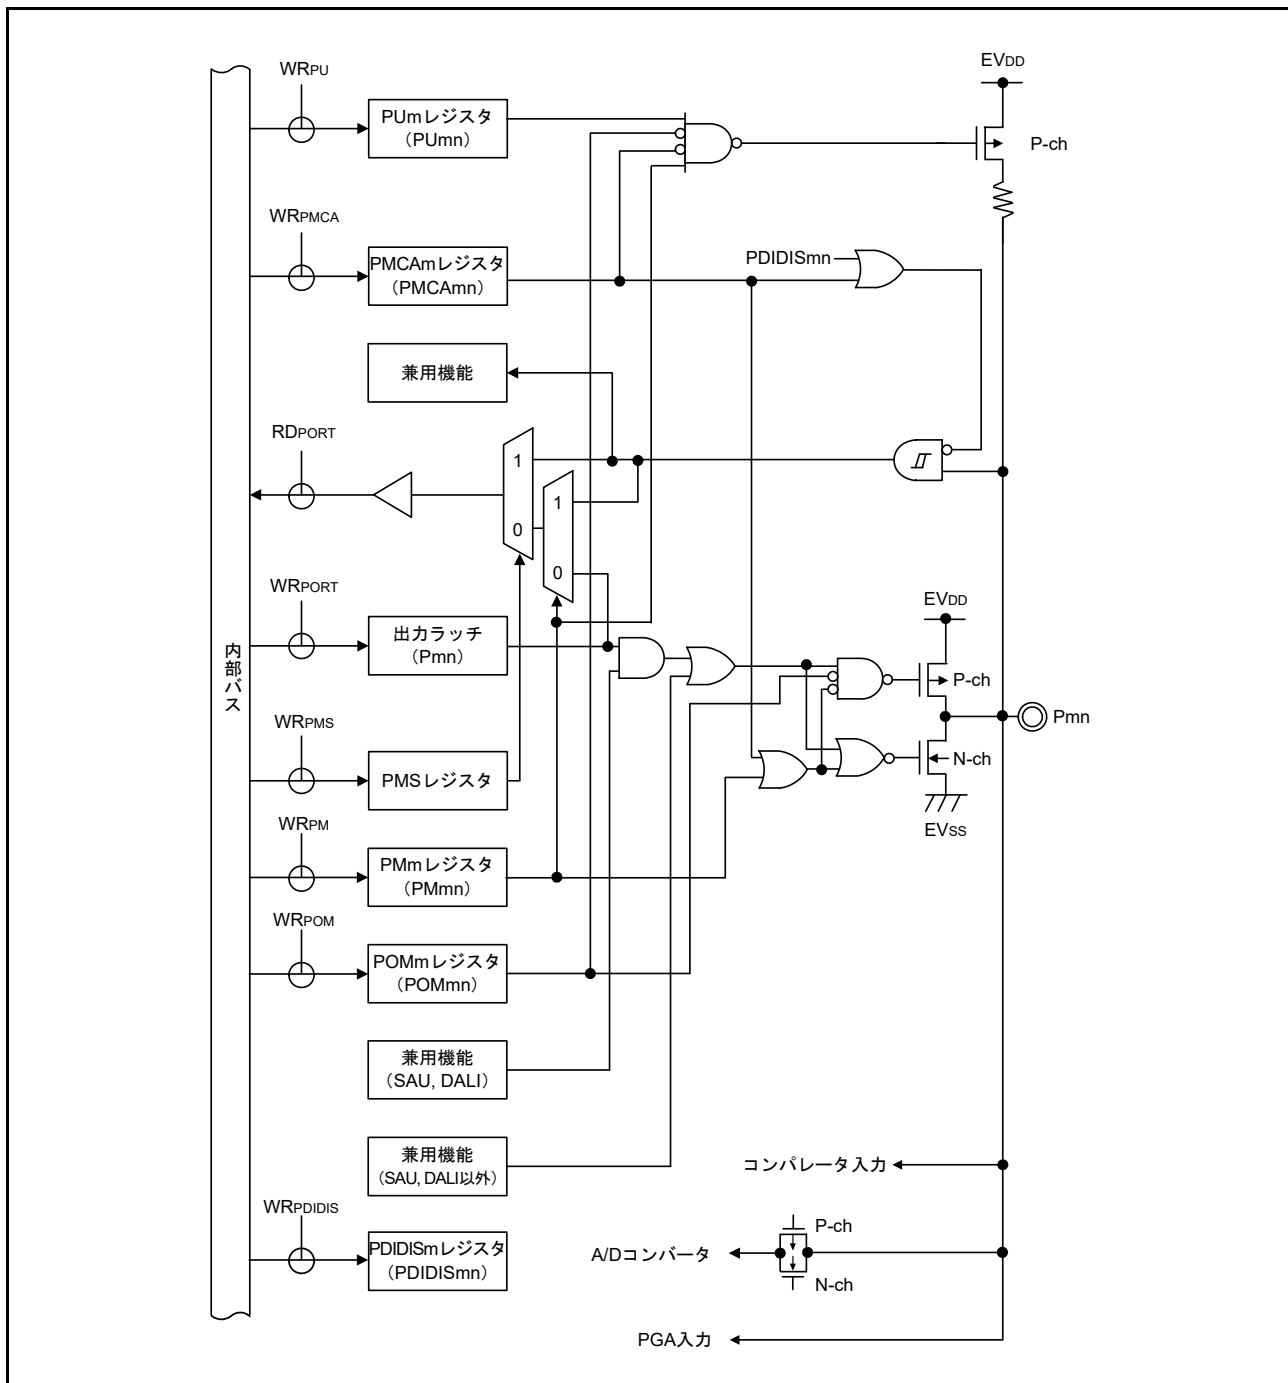 WRPU
PUmレジスタ
（PUmn）
EVDD
P-ch
WRPMCA
PMCAmレジスタ
（PMCAmn）
PDIDISmn
兼用機能
RDPORT
1
0
1
0
WRPORT
出力ラッチ
（Pmn）
内部バス
EVDD
P-ch
Pmn
N-ch
EVSS
WRPMS
PMSレジスタ
WRPM
PMmレジスタ
（PMmn）
WRPOM
POMmレジスタ
（POMmn）
兼用機能
（SAU, DALI）
兼用機能
（SAU, DALI以外）
コンパレータ入力
WRPDIDIS
PDIDISmレジスタ
（PDIDISmn）
P-ch
A/Dコンバータ
N-ch
PGA入力